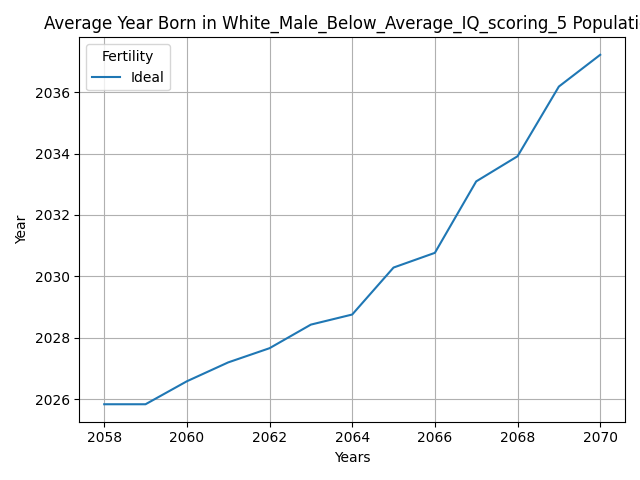 Average Year Born in White_Male_Below_Average_IQ_scoring_5 Populati
Fertility
Ideal
2036
2034
2032
2030
2028
2026
Year
2058 2060 2062 2064 2066 2068 2070
Years